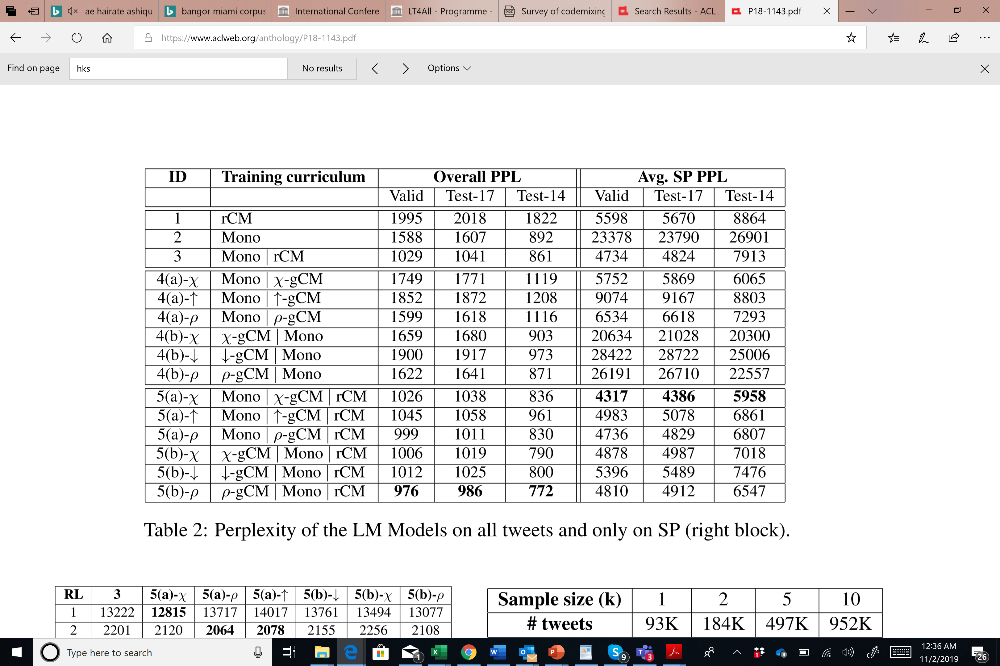 ae hairate ashiqu bangor miami corpus International Confere LT4All - Programme - Survey of codemixing Search Results - ACL P18-1143.pdf
https://www.aclweb.org/anthology/P18-1143.pdf
Find on page hks No results Options
ID Training curriculum Overall PPL Avg. SP PPL
Valid Test-17 Test-14 Valid Test-17 Test-14
1 rCM 1995 2018 1822 5598 5670 8864
2 Mono 1588 1607 892 23378 23790 26901
3 Mono | rCM 1029 1041 861 4734 4824 7913
4(a)-χ Mono | χ-gCM 1749 1771 1119 5752 5869 6065
4(a)-↑ Mono | ↑-gCM 1852 1872 1208 9074 9167 8803
4(a)-ρ Mono | ρ-gCM 1599 1618 1116 6534 6618 7293
4(b)-χ χ-gCM | Mono 1659 1680 903 20634 21028 20300
4(b)-↓ ↓-gCM | Mono 1900 1917 973 28422 28722 25006
4(b)-ρ ρ-gCM | Mono 1622 1641 871 26191 26710 22557
5(a)-χ Mono | χ-gCM | rCM 1026 1038 836 4317 4386 5958
5(a)-↑ Mono | ↑-gCM | rCM 1045 1058 961 4983 5078 6861
5(a)-ρ Mono | ρ-gCM | rCM 999 1011 830 4736 4829 6807
5(b)-χ χ-gCM | Mono | rCM 1006 1019 790 4878 4987 7018
5(b)-↓ ↓-gCM | Mono | rCM 1012 1025 800 5396 5489 7476
5(b)-ρ ρ-gCM | Mono | rCM 976 986 772 4810 4912 6547
Table 2: Perplexity of the LM Models on all tweets and only on SP (right block).
RL 3 5(a)-χ 5(a)-ρ 5(a)-↑ 5(b)-↓ 5(b)-χ 5(b)-ρ
1 13222 12815 13717 14017 13761 13494 13077
2 2201 2120 2064 2078 2155 2256 2108
Sample size (k) 1 2 5 10
# tweets 93K 184K 497K 952K
Type here to search
1 9 3 1
12:36 AM
11/2/2019
26